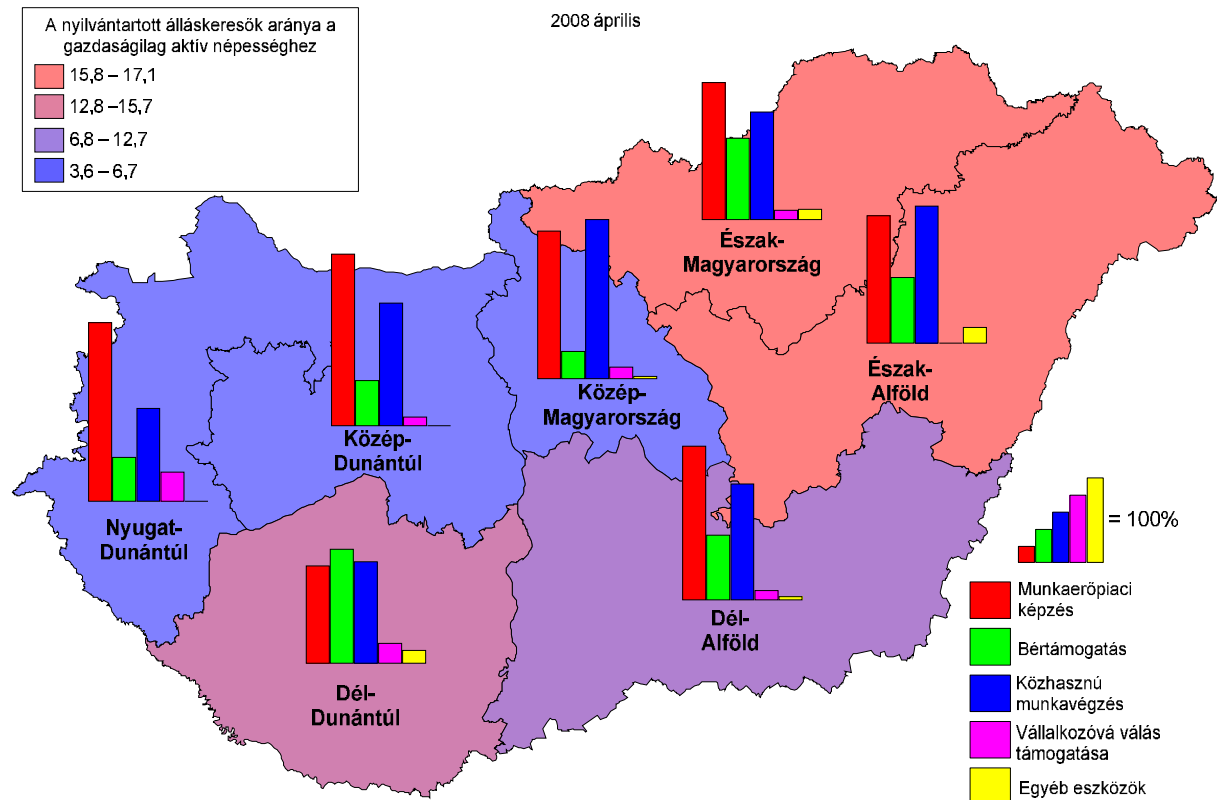 A nyilvántartott álláskeresők aránya a
gazdaságilag aktív népességhez
15,8 – 17,1
12,8 –15,7
6,8 – 12,7
3,6 – 6,7
2008 április
Észak-
Magyarország
Észak-
Alföld
Közép-
Magyarország
Közép-
Dunántúl
Nyugat-
Dunántúl
Dél-
Alföld
Dél-
Dunántúl
= 100%
Munkaerőpiaci
képzés
Bértámogatás
Közhasznú
munkavégzés
Vállalkozóvá válás
támogatása
Egyéb eszközök